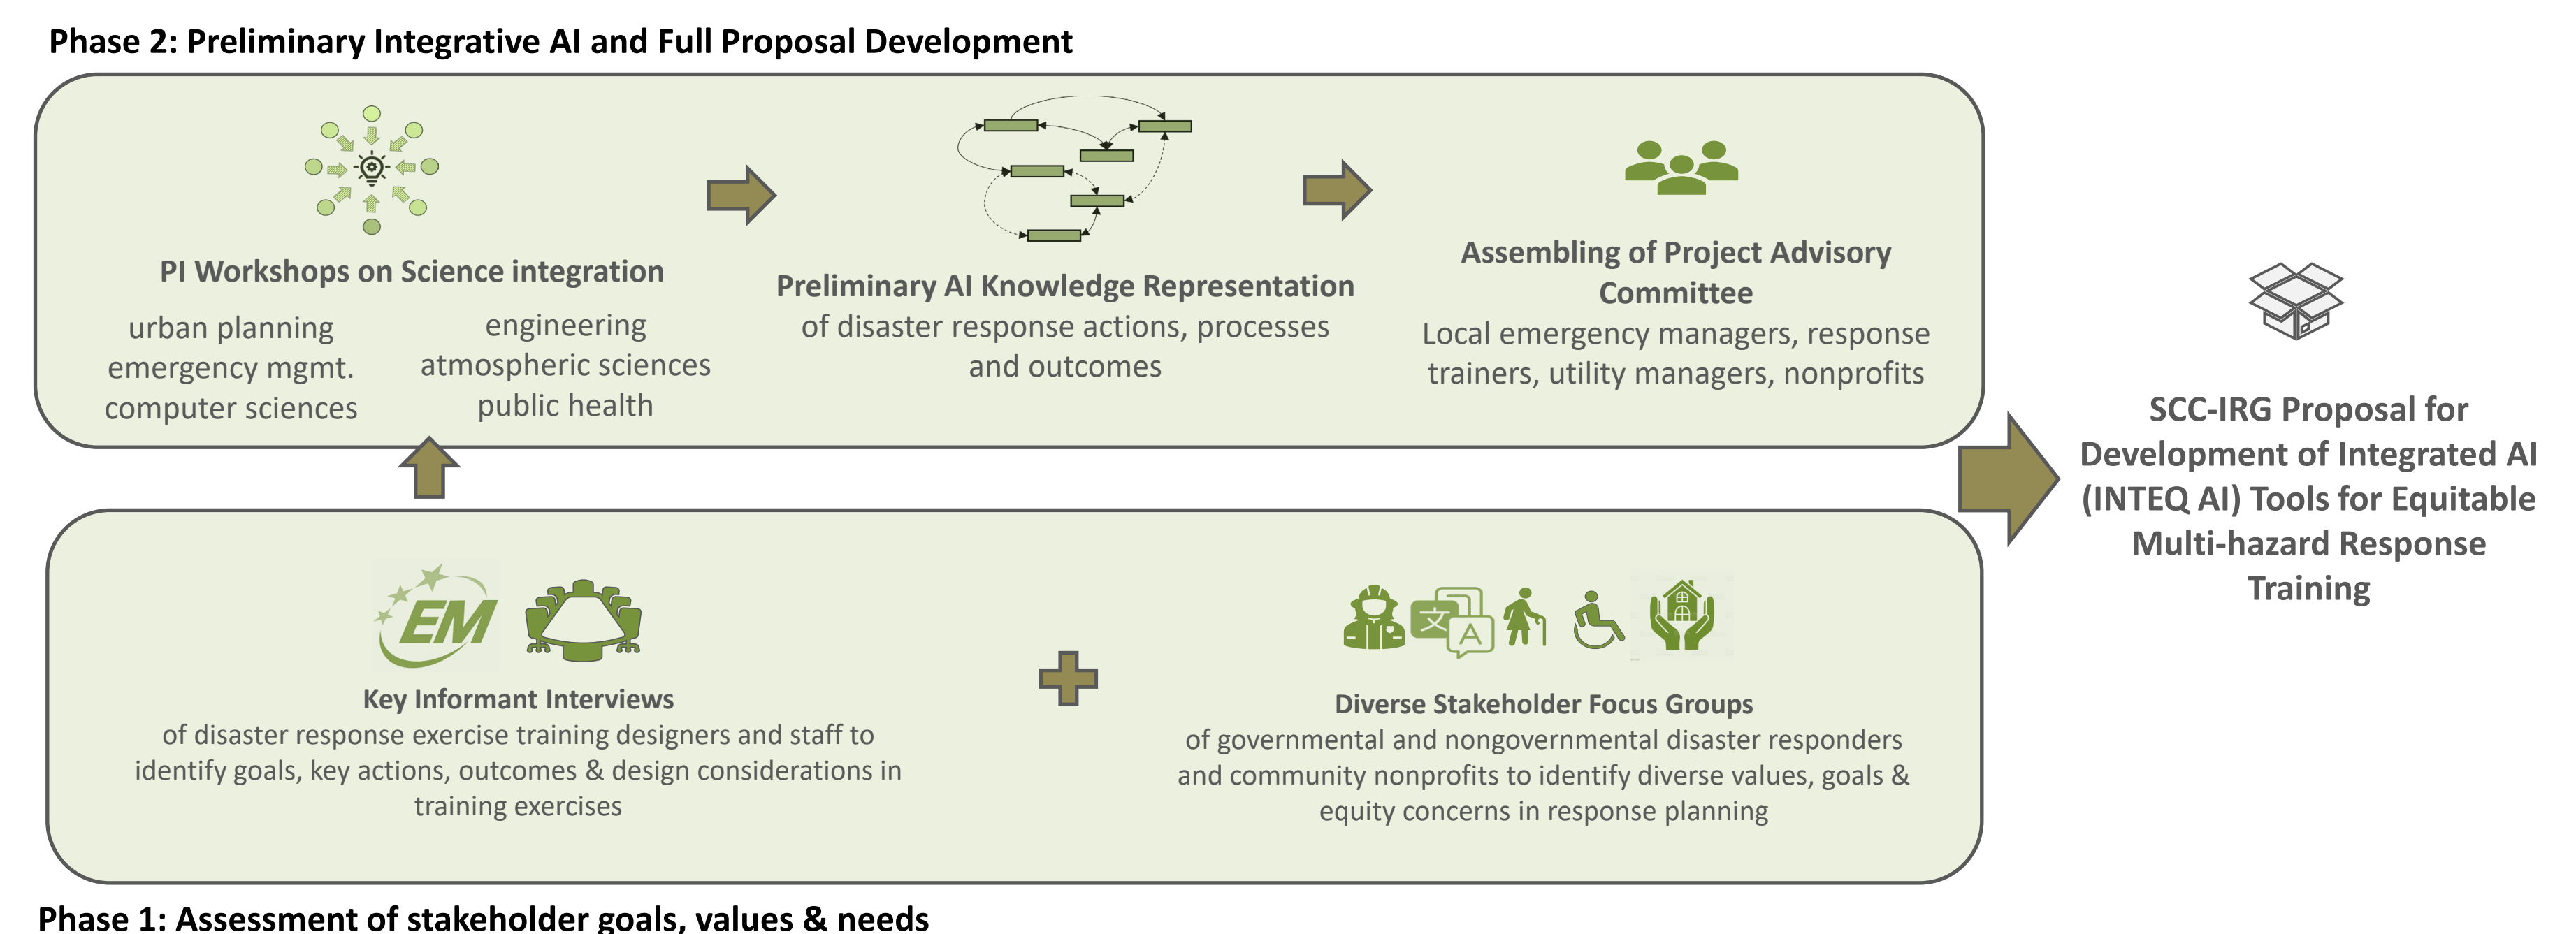 Phase 2: Preliminary Integrative AI and Full Proposal Development
PI Workshops on Science integration
urban planning
emergency mgmt.
computer sciences
engineering
atmospheric sciences
public health
Preliminary AI Knowledge Representation
of disaster response actions, processes
and outcomes
Assembling of Project Advisory
Committee
Local emergency managers, response
trainers, utility managers, nonprofits
SCC-IRG Proposal for
Development of Integrated AI
(INTEQ AI) Tools for Equitable
Multi-hazard Response
Training
EM
Key Informant Interviews
of disaster response exercise training designers and staff to
identify goals, key actions, outcomes & design considerations in
training exercises
文
A
Diverse Stakeholder Focus Groups
of governmental and nongovernmental disaster responders
and community nonprofits to identify diverse values, goals &
equity concerns in response planning
Phase 1: Assessment of stakeholder goals, values & needs